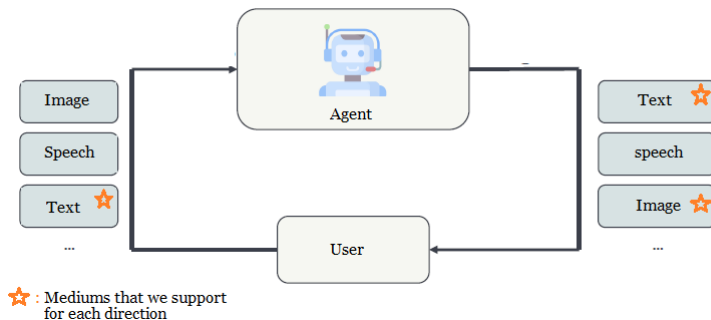 Agent
Image
Speech
Text
...
Text
speech
Image
...
User
: Mediums that we support
for each direction